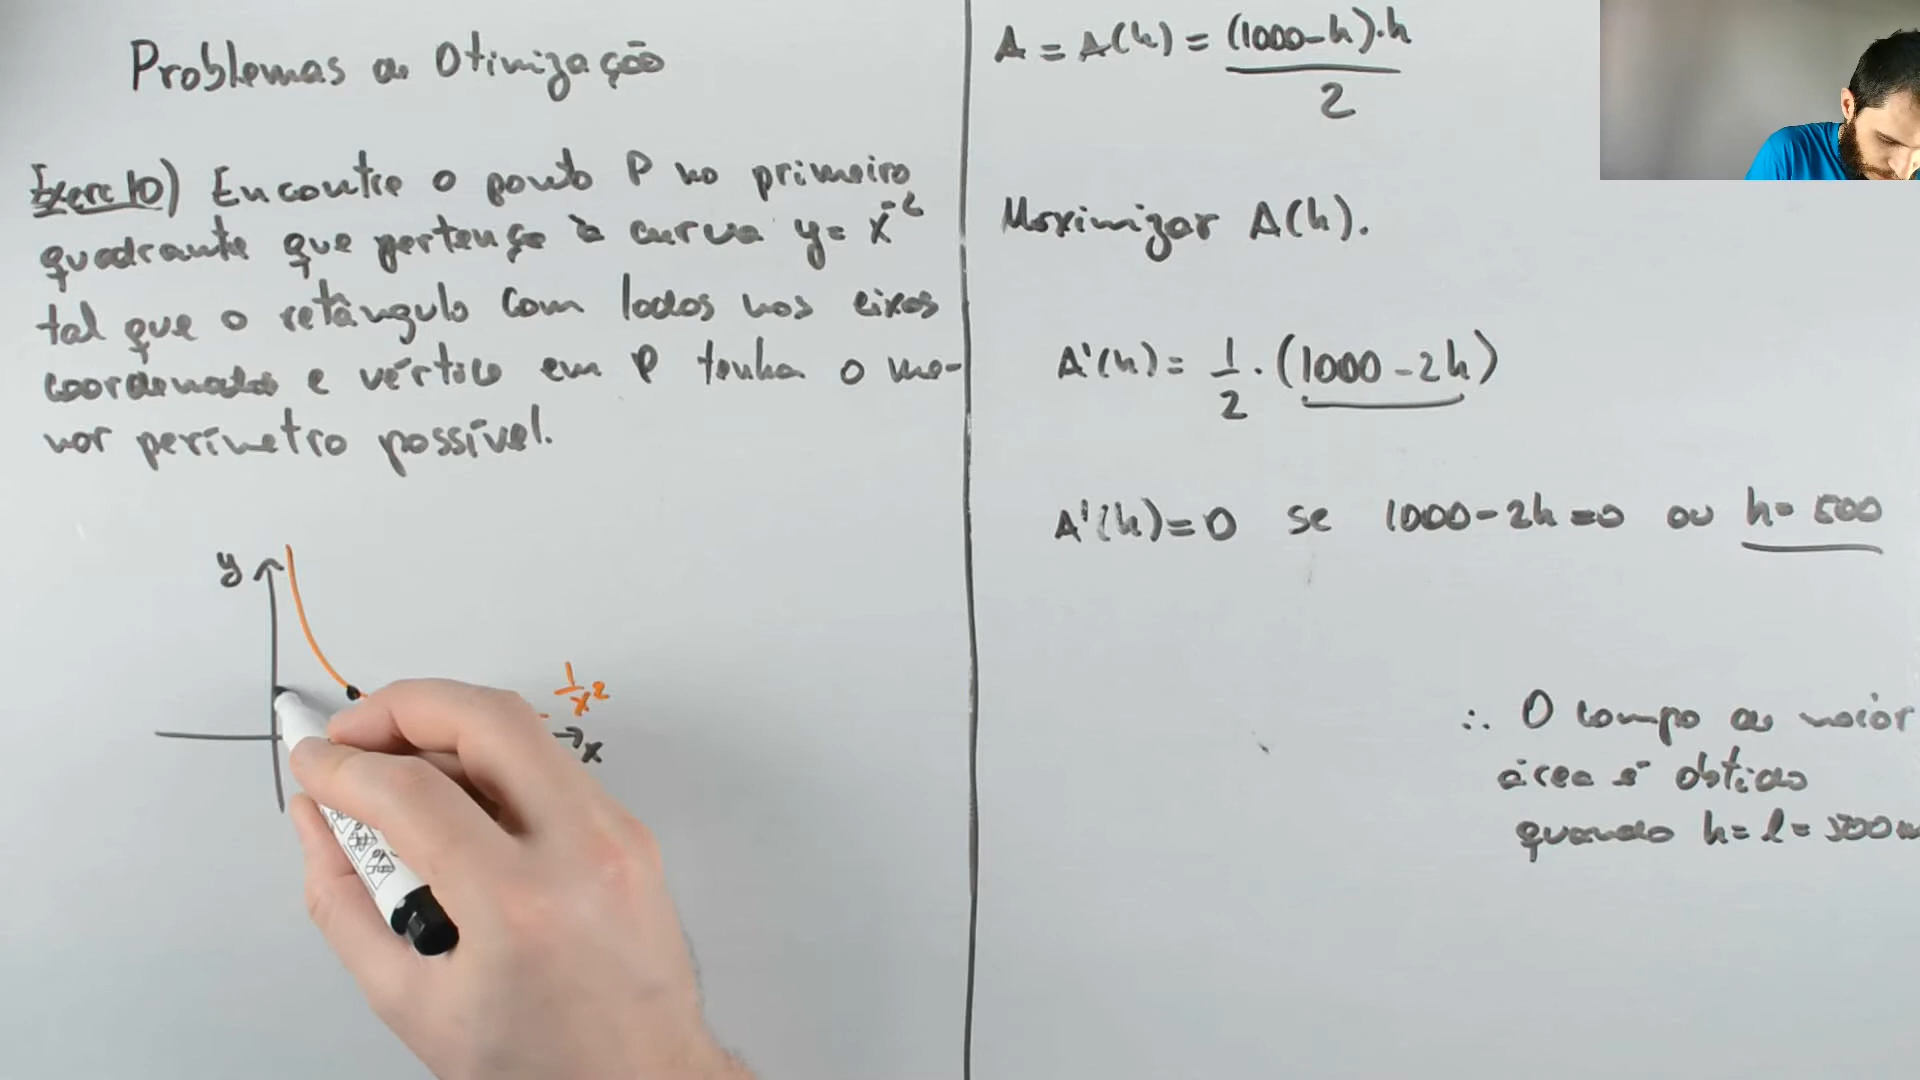 Problemas de Otimização
Exerc 10) Encontre o ponto P no primeiro
quadrante que pertença à curva y = x⁻²
tal que o retângulo com lados nos eixos
coordenados e vértice em P tenha o me-
nor perímetro possível.
y
1/x²
x
A = A(h) = (1000-h)·h / 2
Maximizar A(h).
A'(h) = 1/2 · (1000 - 2h)
A'(h) = 0 se 1000 - 2h = 0 ou h = 500
∴ O campo de maior
área é obtido
quando h = l = 500m